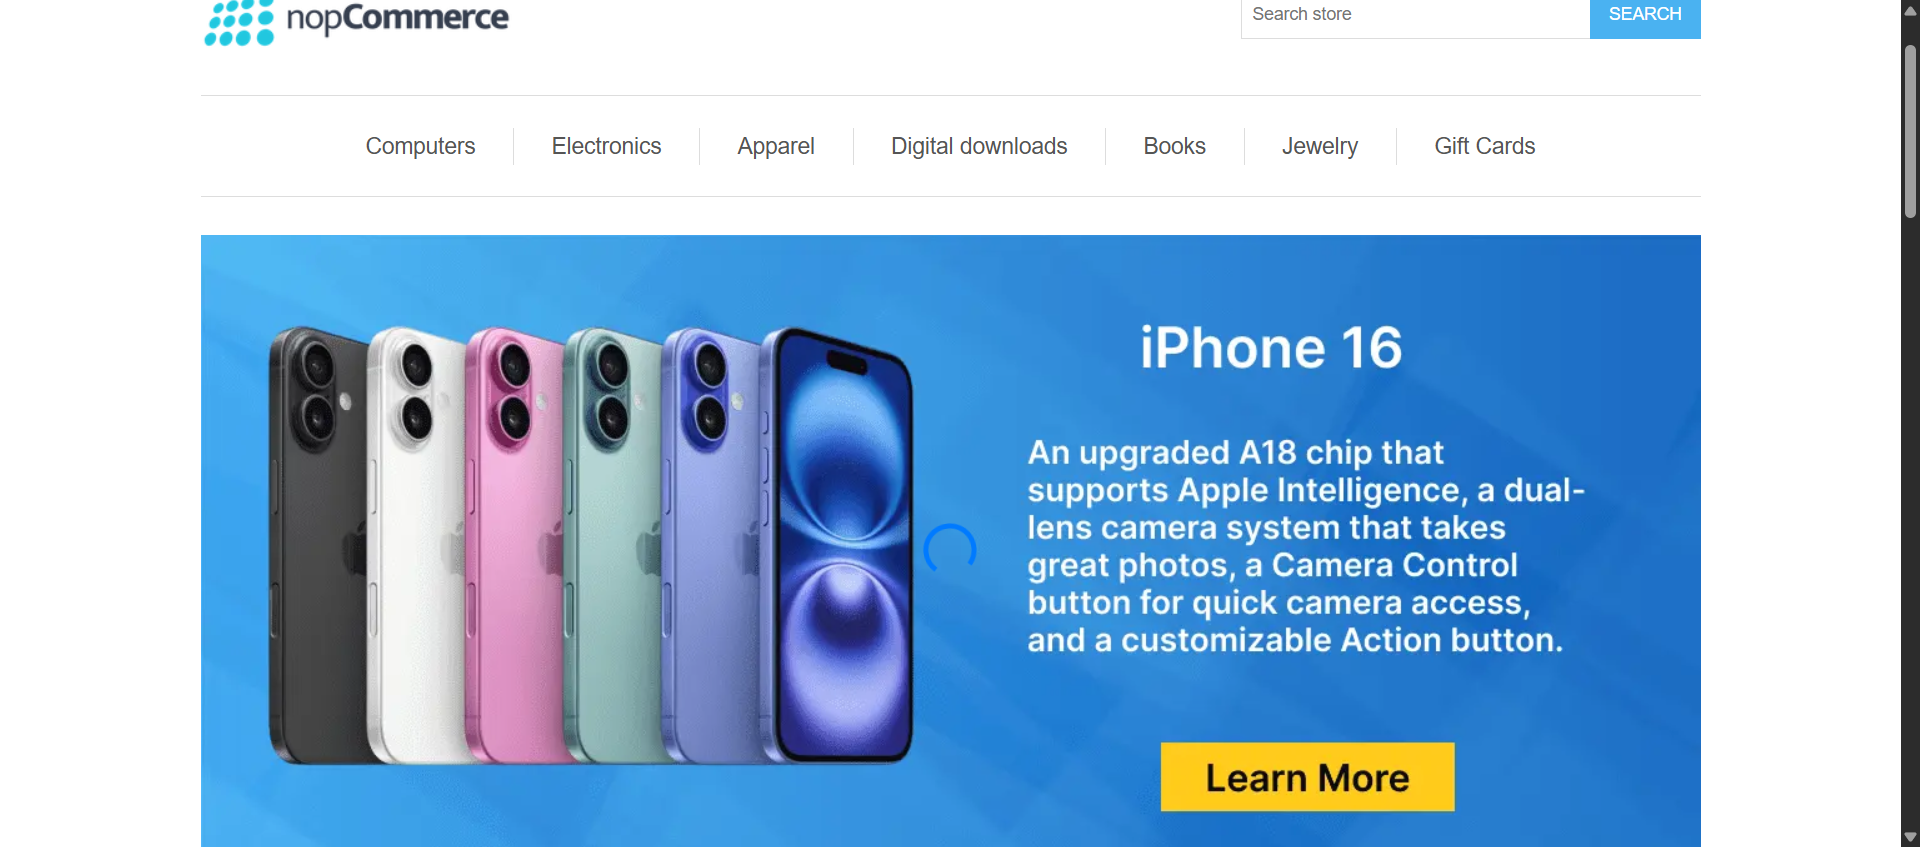 nopCommerce
Search store
SEARCH
Computers
Electronics
Apparel
Digital downloads
Books
Jewelry
Gift Cards
iPhone 16
An upgraded A18 chip that
supports Apple Intelligence, a dual-
lens camera system that takes
great photos, a Camera Control
button for quick camera access,
and a customizable Action button.
Learn More